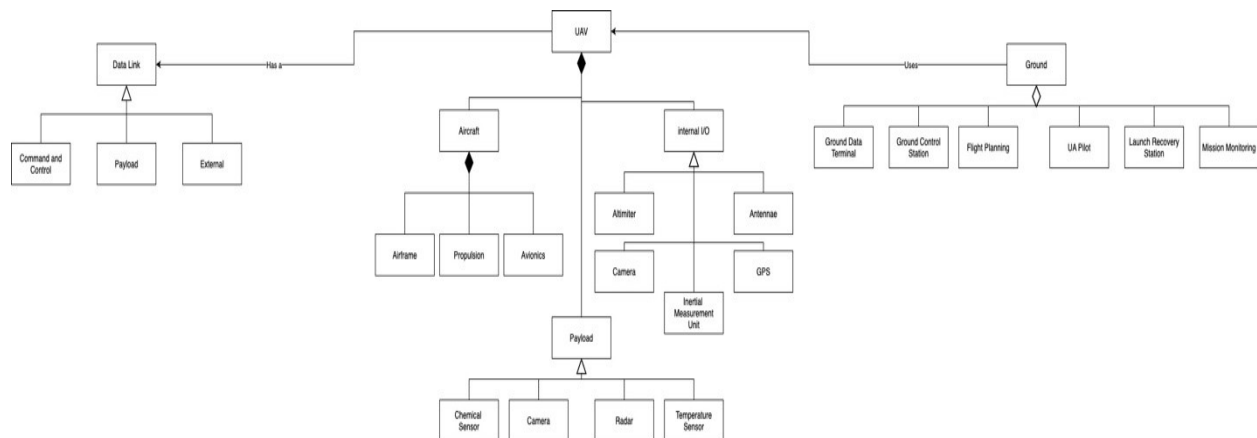 UAV
Data Link
Has a
Uses
Ground
Command and
Control
Payload
External
Aircraft
internal I/O
Ground Data
Terminal
Ground Control
Station
Flight Planning
UA Pilot
Launch Recovery
Station
Mission Monitoring
Airframe
Propulsion
Avionics
Altimiter
Antennae
Camera
GPS
Inertial
Measurement
Unit
Payload
Chemical
Sensor
Camera
Radar
Temperature
Sensor